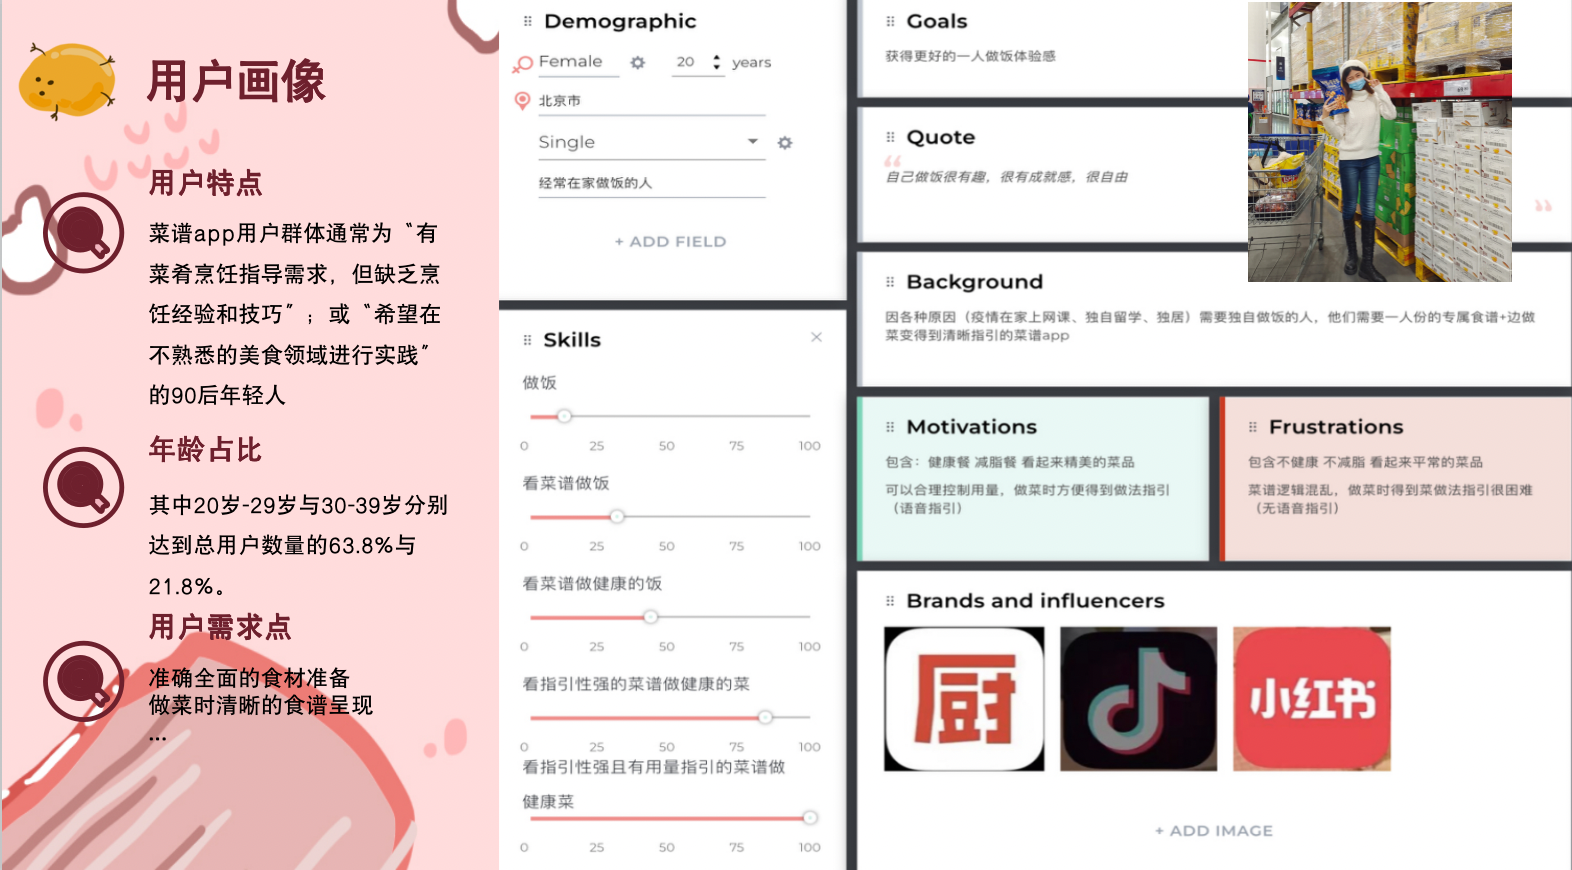 用户画像
用户特点
菜谱app用户群体通常为“有
菜肴烹饪指导需求，但缺乏烹
饪经验和技巧”；或“希望在
不熟悉的美食领域进行实践”
的90后年轻人
年龄占比
其中20岁-29岁与30-39岁分别
达到总用户数量的63.8%与
21.8%。
用户需求点
准确全面的食材准备
做菜时清晰的食谱呈现
...
Demographic
Female 20 years
北京市
Single
经常在家做饭的人
+ ADD FIELD
Skills
做饭
0 25 50 75 100
看菜谱做饭
0 25 50 75 100
看菜谱做健康的饭
0 25 50 75 100
看指引性强的菜谱做健康的菜
0 25 50 75 100
看指引性强且有用量指引的菜谱做
健康菜
0 25 50 75 100
Goals
获得更好的一人做饭体验感
Quote
“
自己做饭很有趣，很有成就感，很自由
”
Background
因各种原因（疫情在家上网课、独自留学、独居）需要独自做饭的人，他们需要一人份的专属食谱+边做
菜变得到清晰指引的菜谱app
Motivations
包含：健康餐 减脂餐 看起来精美的菜品
可以合理控制用量，做菜时方便得到做法指引
（语音指引）
Frustrations
包含不健康 不减脂 看起来平常的菜品
菜谱逻辑混乱，做菜时得到菜做法指引很困难
（无语音指引）
Brands and influencers
厨
小红书
+ ADD IMAGE